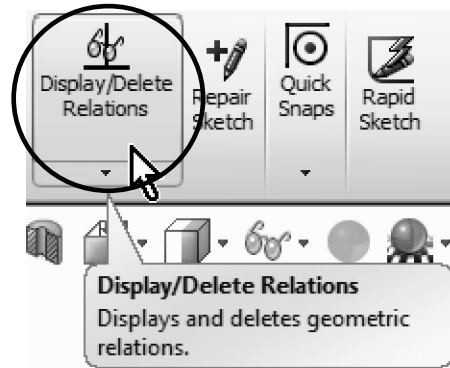 Display/Delete
Relations
Repair
Sketch
Quick
Snaps
Rapid
Sketch
Display/Delete Relations
Displays and deletes geometric
relations.